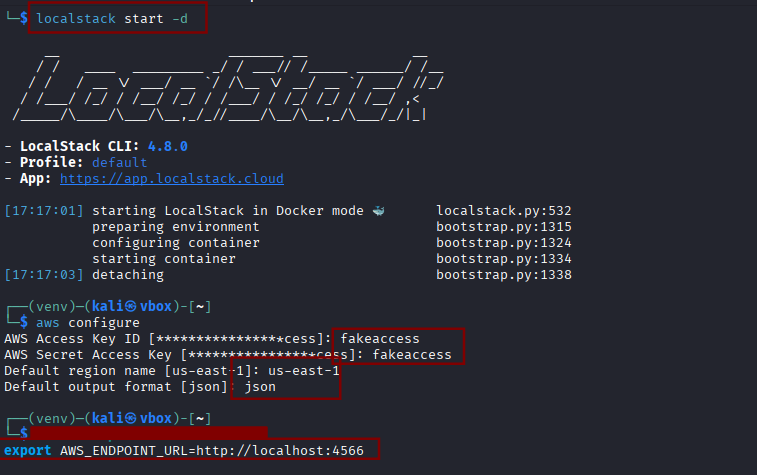 └─$ localstack start -d
LocalStack
- LocalStack CLI: 4.8.0
- Profile: default
- App: https://app.localstack.cloud
[17:17:01] starting LocalStack in Docker mode 🐳 localstack.py:532
preparing environment bootstrap.py:1315
configuring container bootstrap.py:1324
starting container bootstrap.py:1334
[17:17:03] detaching bootstrap.py:1338
┌──(venv)─(kali㉿vbox)-[~]
└─$ aws configure
AWS Access Key ID [****************cess]: fakeaccess
AWS Secret Access Key [****************cess]: fakeaccess
Default region name [us-east-1]: us-east-1
Default output format [json]: json
┌──(venv)─(kali㉿vbox)-[~]
└─$
export AWS_ENDPOINT_URL=http://localhost:4566